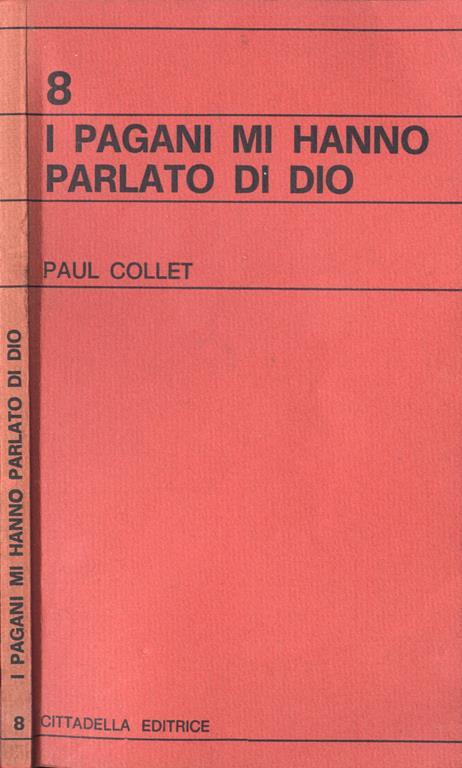 8
I PAGANI MI HANNO
PARLATO DI DIO
PAUL COLLET
CITTADELLA EDITRICE
I PAGANI MI HANNO PARLATO DI DIO
8